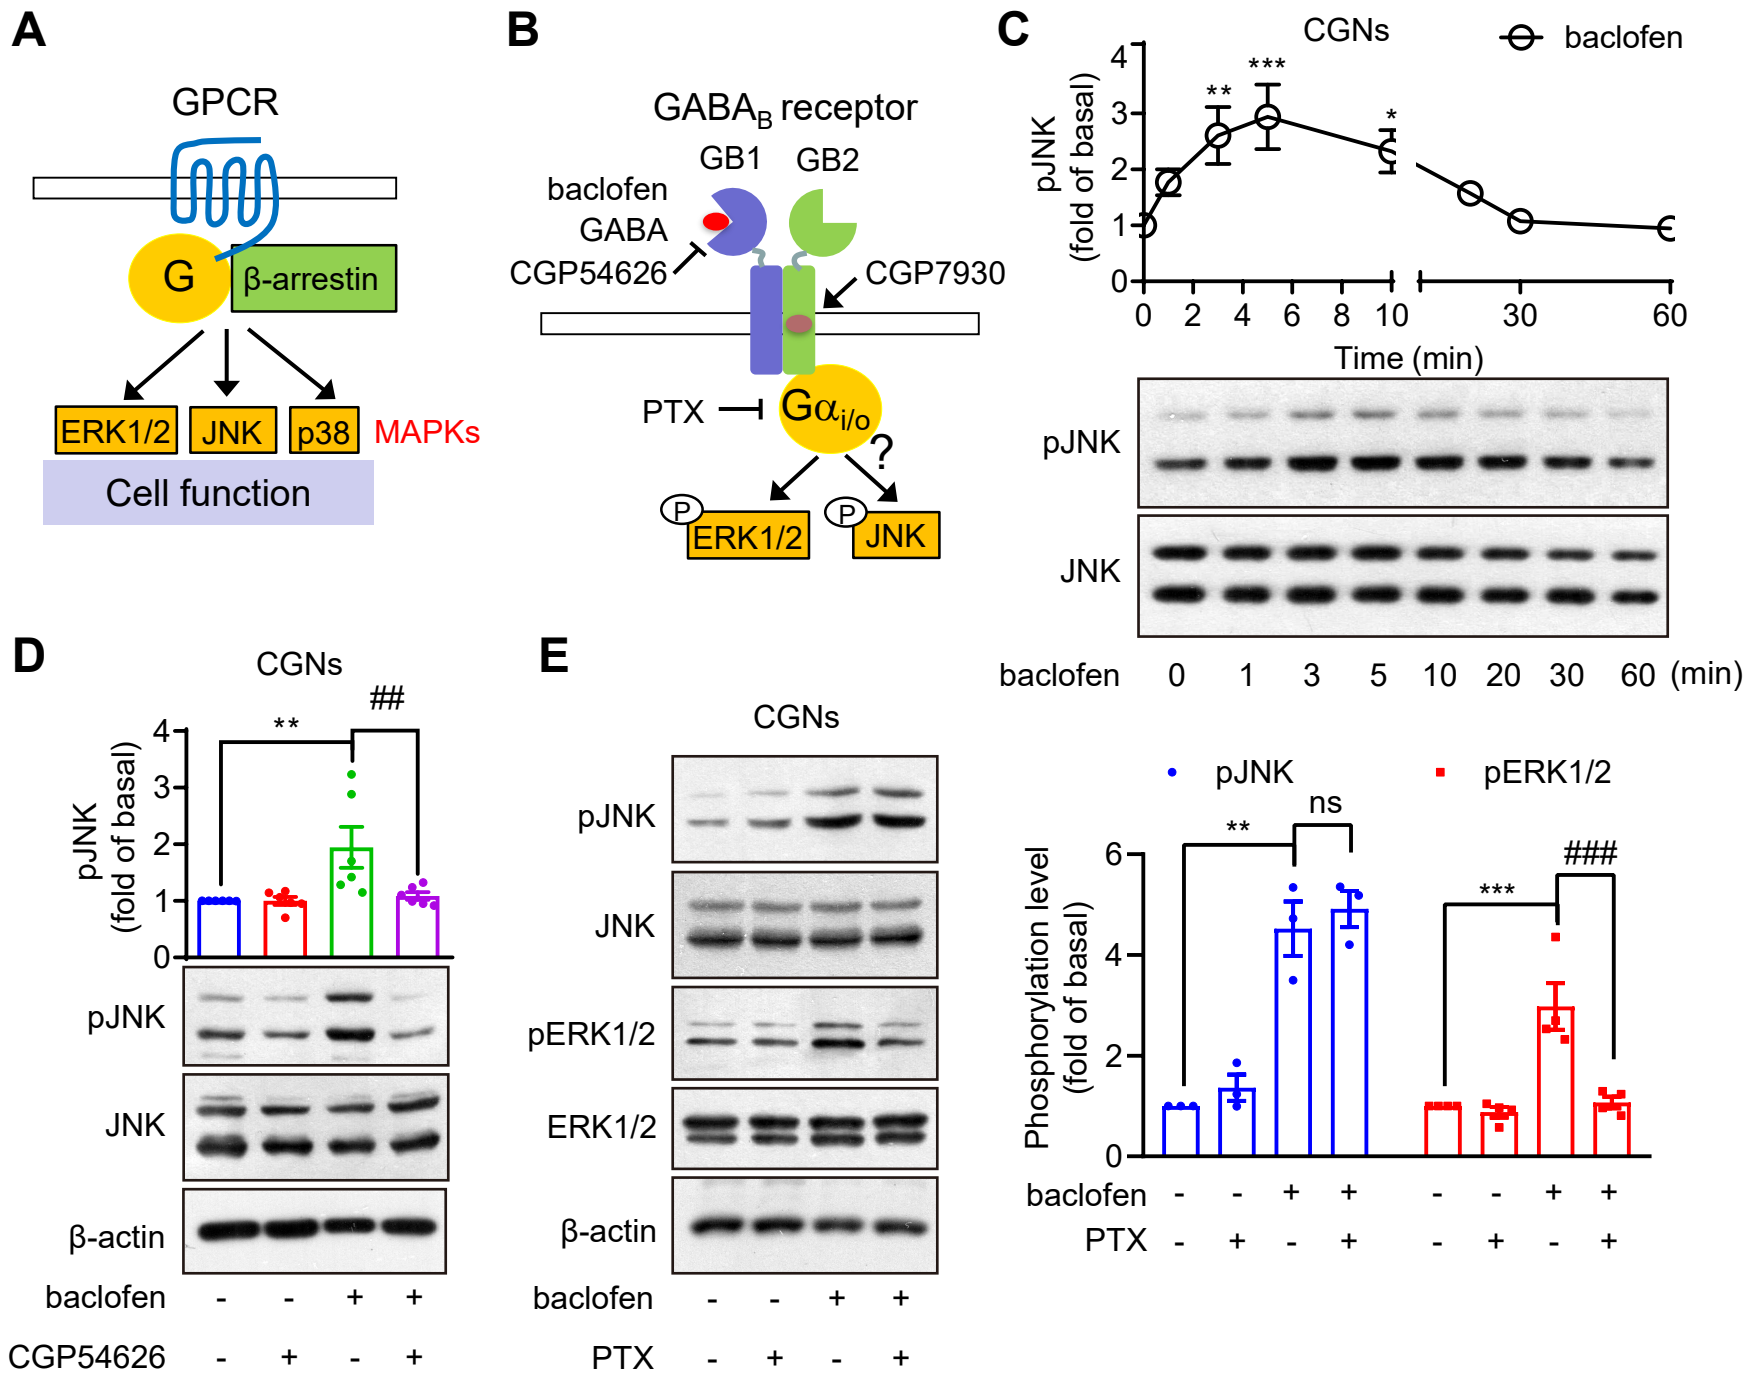 A
GPCR
G
β-arrestin
ERK1/2 JNK p38 MAPKs
Cell function
B
GABAB receptor
GB1 GB2
baclofen
GABA
CGP54626
CGP7930
PTX
Gαi/o
?
P P
ERK1/2 JNK
C
CGNs
baclofen
pJNK
(fold of basal)
4
3
2
1
0
** *** *
0 2 4 6 8 10 30 60
Time (min)
pJNK
JNK
baclofen 0 1 3 5 10 20 30 60 (min)
D
CGNs
##
**
pJNK
(fold of basal)
4
3
2
1
0
pJNK
JNK
β-actin
baclofen - - + +
CGP54626 - + - +
E
CGNs
pJNK
JNK
pERK1/2
ERK1/2
β-actin
baclofen - - + +
PTX - + - +
pJNK pERK1/2
ns
**
###
***
Phosphorylation level
(fold of basal)
6
4
2
0
baclofen - - + + - - + +
PTX - + - + - + - +